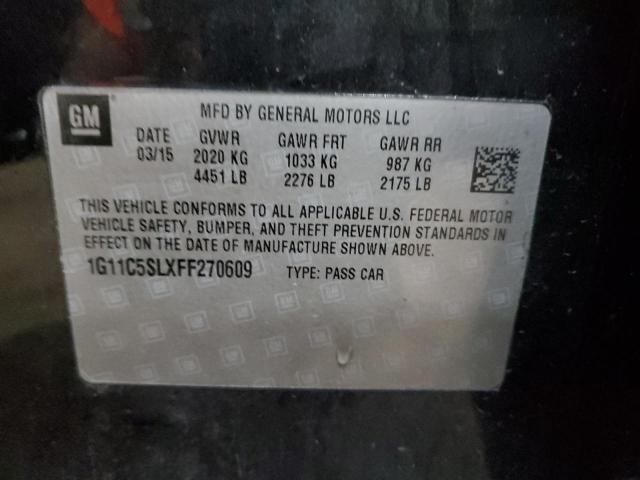 GM
MFD BY GENERAL MOTORS LLC
DATE GVWR GAWR FRT GAWR RR
03/15 2020 KG 1033 KG 987 KG
4451 LB 2276 LB 2175 LB
THIS VEHICLE CONFORMS TO ALL APPLICABLE U.S. FEDERAL MOTOR
VEHICLE SAFETY, BUMPER, AND THEFT PREVENTION STANDARDS IN
EFFECT ON THE DATE OF MANUFACTURE SHOWN ABOVE.
1G11C5SLXFF270609 TYPE: PASS CAR